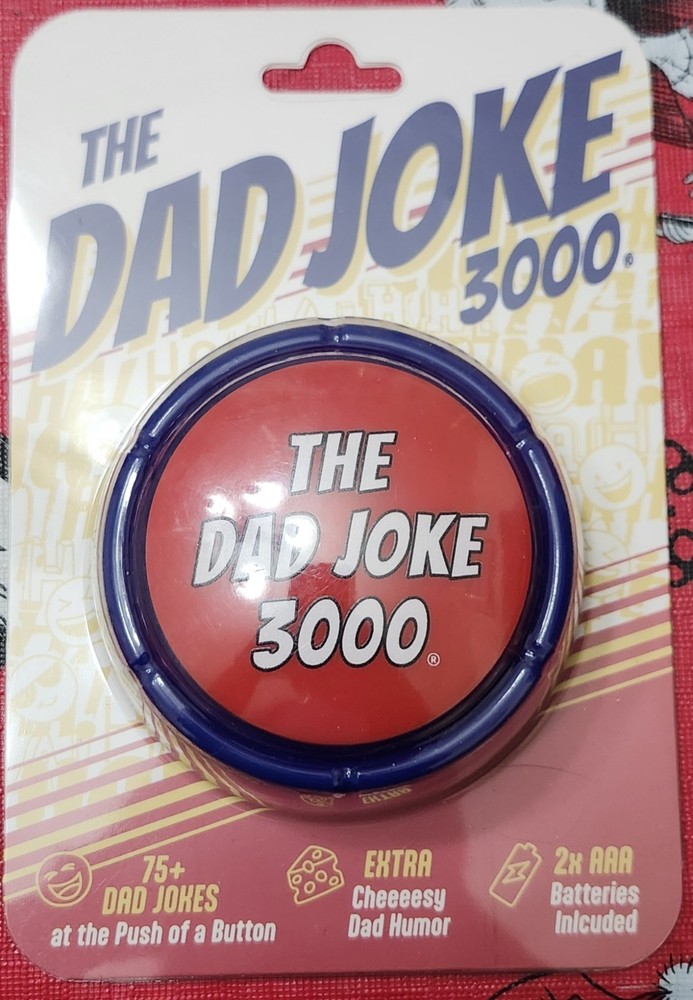 THE
DAD JOKE
3000®
THE
DAD JOKE
3000®
75+
DAD JOKES
at the Push of a Button
EXTRA
Cheeeesy
Dad Humor
2x AAA
Batteries
Inlcuded